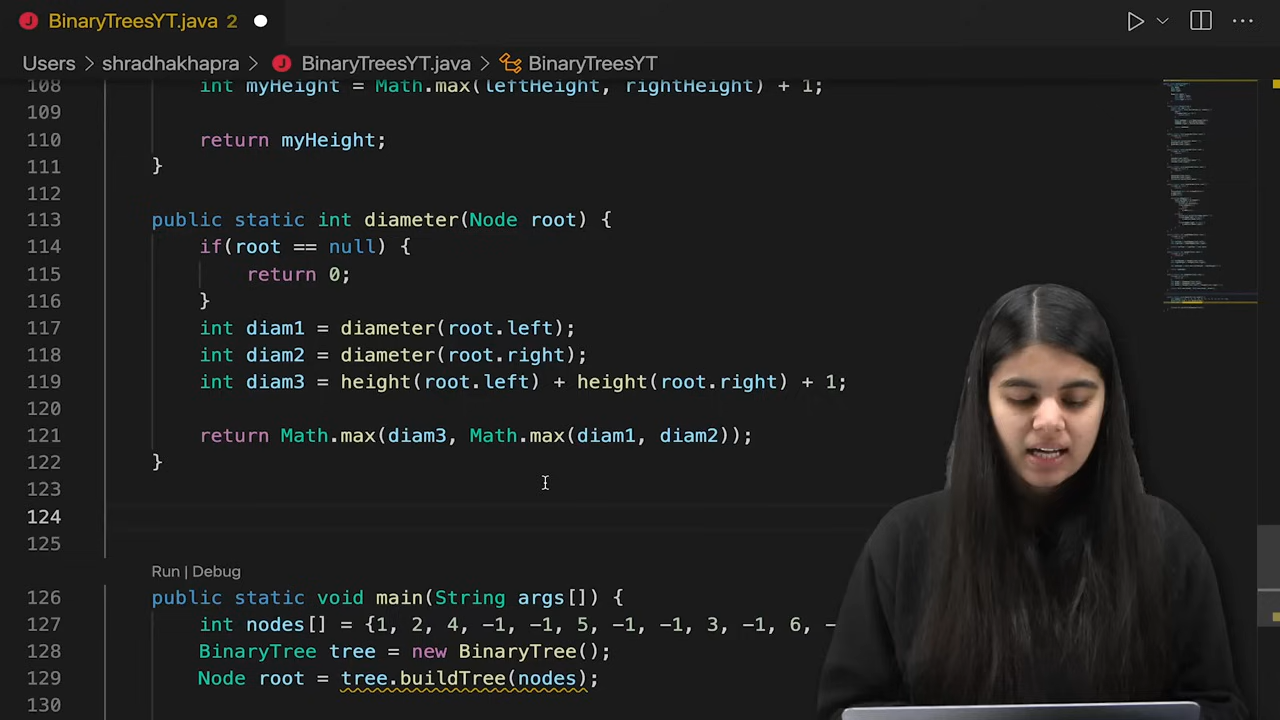 BinaryTreesYT.java 2
Users > shradhakhapra > BinaryTreesYT.java > BinaryTreesYT
108 int myHeight = Math.max(leftHeight, rightHeight) + 1;
109
110 return myHeight;
111 }
112
113 public static int diameter(Node root) {
114 if(root == null) {
115 return 0;
116 }
117 int diam1 = diameter(root.left);
118 int diam2 = diameter(root.right);
119 int diam3 = height(root.left) + height(root.right) + 1;
120
121 return Math.max(diam3, Math.max(diam1, diam2));
122 }
123
124
125
Run | Debug
126 public static void main(String args[]) {
127 int nodes[] = {1, 2, 4, -1, -1, 5, -1, -1, 3, -1, 6, -
128 BinaryTree tree = new BinaryTree();
129 Node root = tree.buildTree(nodes);
130